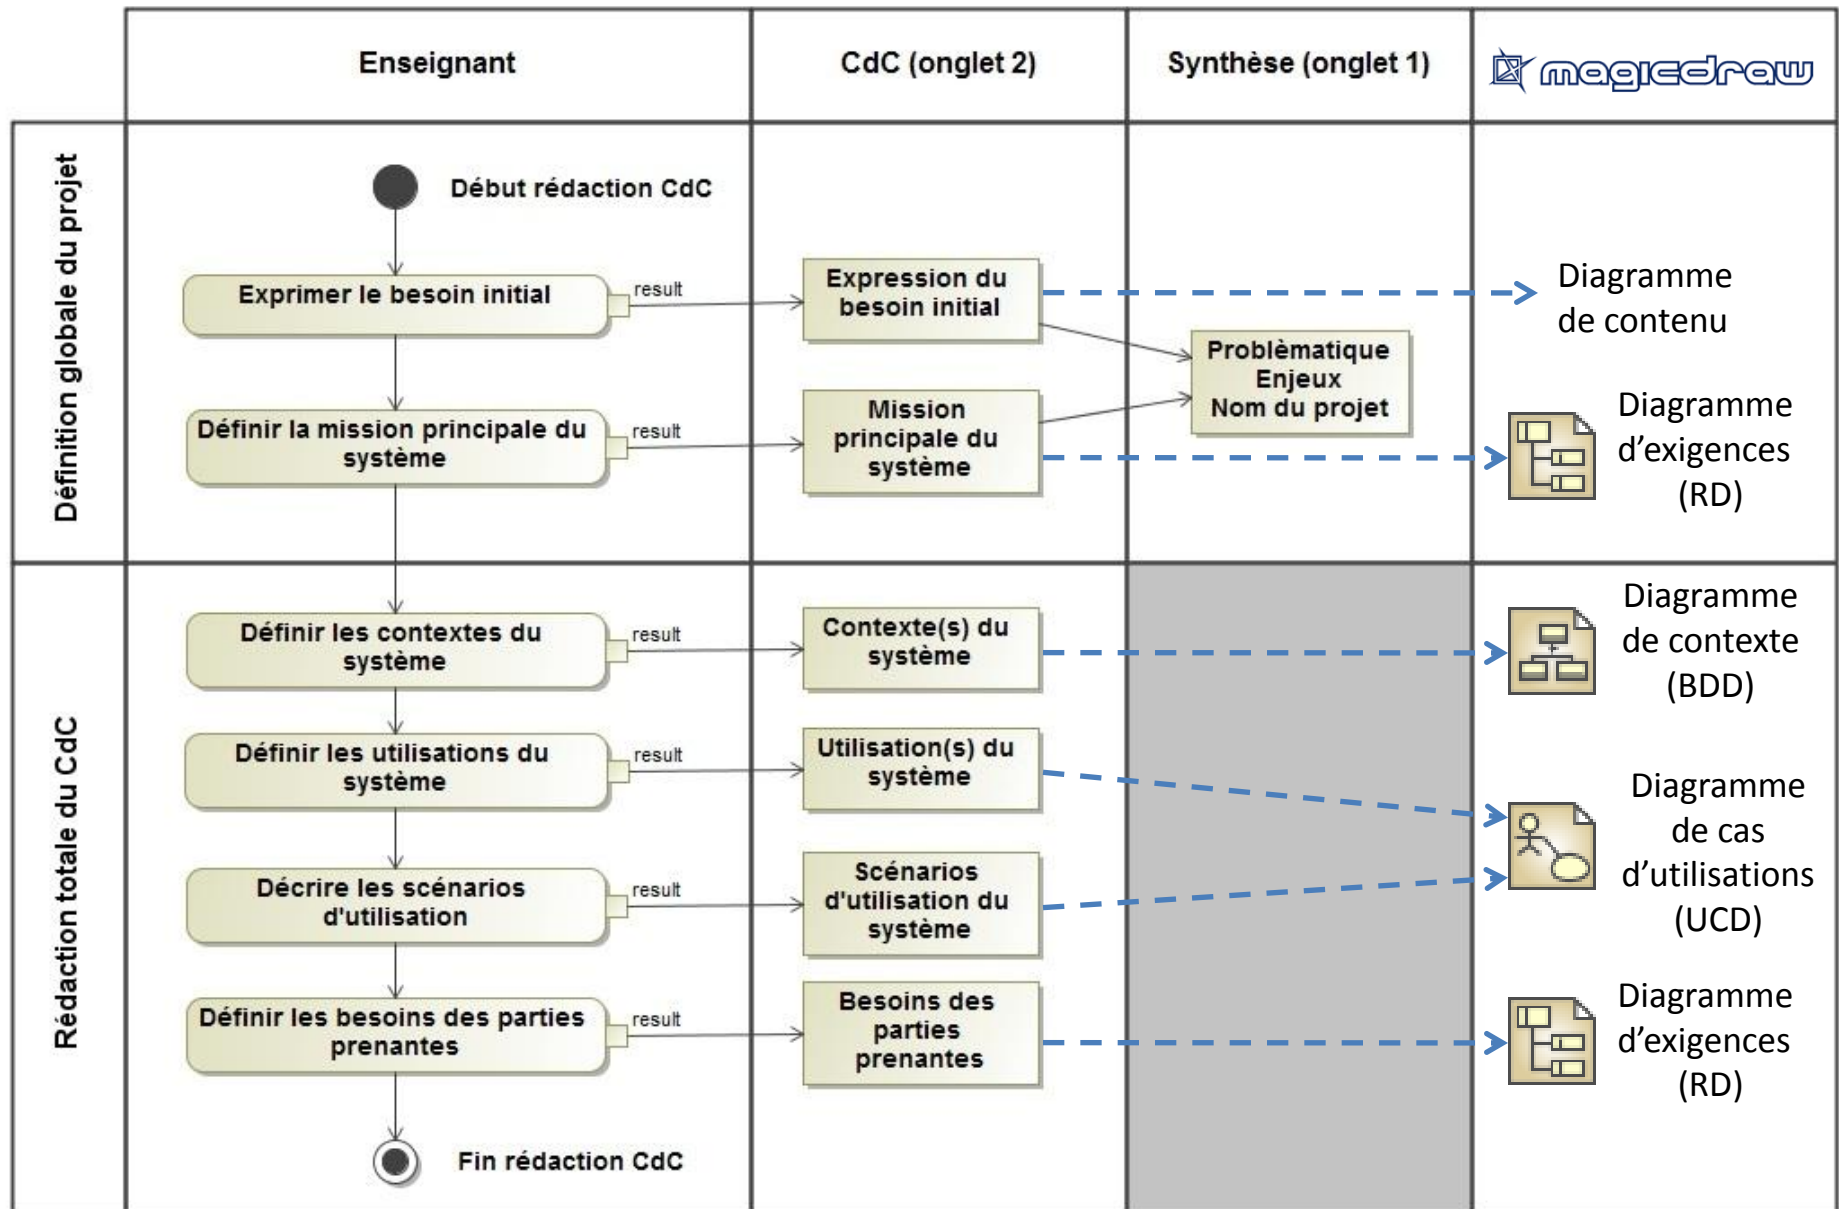 Enseignant
CdC (onglet 2)
Synthèse (onglet 1)
magicdraw
Définition globale du projet
Début rédaction CdC
Exprimer le besoin initial
result
Expression du
besoin initial
Diagramme
de contenu
Problèmatique
Enjeux
Nom du projet
Définir la mission principale du
système
result
Mission
principale du
système
Diagramme
d’exigences
(RD)
Rédaction totale du CdC
Définir les contextes du
système
result
Contexte(s) du
système
Diagramme
de contexte
(BDD)
Définir les utilisations du
système
result
Utilisation(s) du
système
Diagramme
de cas
d’utilisations
(UCD)
Décrire les scénarios
d'utilisation
result
Scénarios
d'utilisation du
système
Définir les besoins des parties
prenantes
result
Besoins des
parties
prenantes
Diagramme
d’exigences
(RD)
Fin rédaction CdC